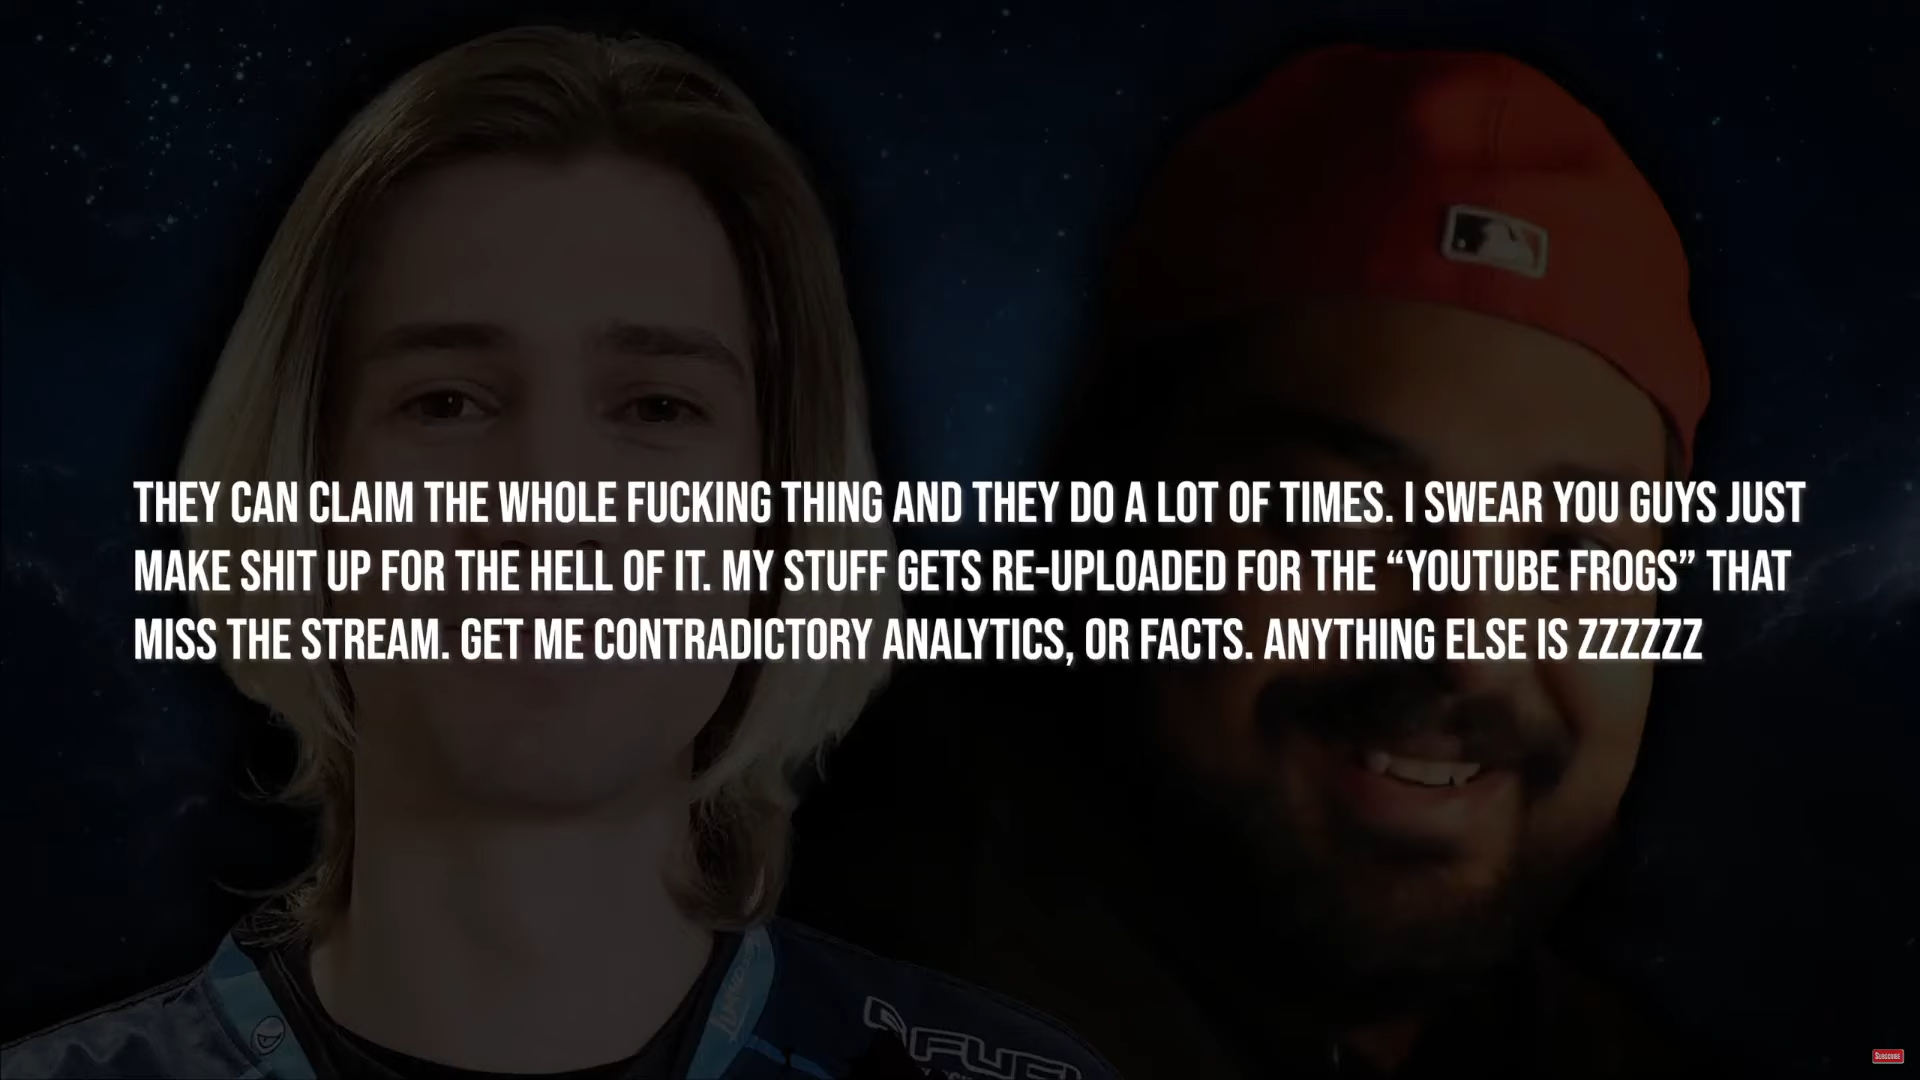 THEY CAN CLAIM THE WHOLE FUCKING THING AND THEY DO A LOT OF TIMES. I SWEAR YOU GUYS JUST
MAKE SHIT UP FOR THE HELL OF IT. MY STUFF GETS RE-UPLOADED FOR THE “YOUTUBE FROGS” THAT
MISS THE STREAM. GET ME CONTRADICTORY ANALYTICS, OR FACTS. ANYTHING ELSE IS ZZZZZZ
FUEL
SUBSCRIBE